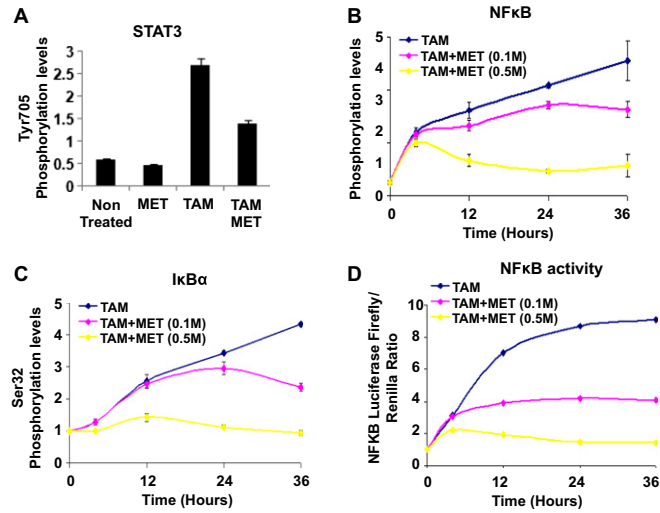 A
STAT3
Tyr705
Phosphorylation levels
3
2.5
2
1.5
1
0.5
0
Non
Treated
MET
TAM
TAM
MET
B
NFκB
Phosphorylation levels
5
4
3
2
1
0
TAM
TAM+MET (0.1M)
TAM+MET (0.5M)
0
12
24
36
Time (Hours)
C
IκBα
Ser32
Phosphorylation levels
5
4
3
2
1
0
TAM
TAM+MET (0.1M)
TAM+MET (0.5M)
0
12
24
36
Time (Hours)
D
NFκB activity
NFKB Luciferase Firefly/
Renilla Ratio
10
8
6
4
2
0
TAM
TAM+MET (0.1M)
TAM+MET (0.5M)
0
12
24
36
Time (Hours)